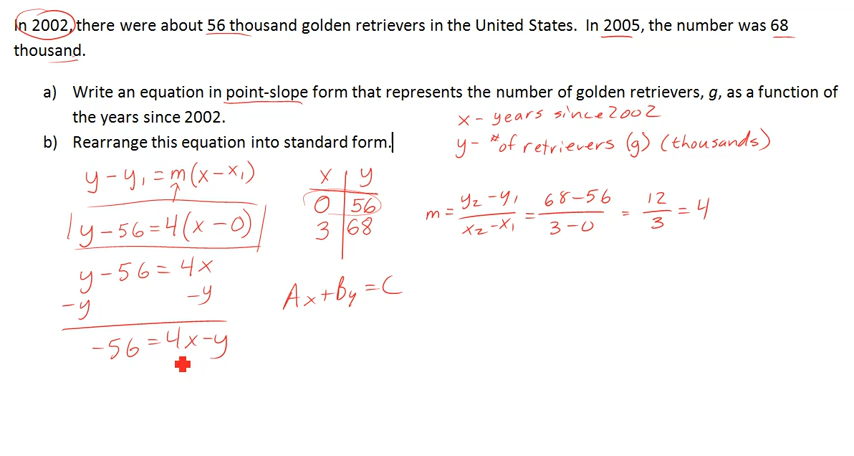 In 2002, there were about 56 thousand golden retrievers in the United States. In 2005, the number was 68
thousand.
a) Write an equation in point-slope form that represents the number of golden retrievers, g, as a function of
the years since 2002.
x - years since 2002
b) Rearrange this equation into standard form.
y - # of retrievers (g) (thousands)
y - y₁ = m(x - x₁)
y - 56 = 4(x - 0)
y - 56 = 4x
-y -y
-56 = 4x - y
x y
0 56
3 68
Ax + By = C
m = y₂ - y₁ / x₂ - x₁ = 68 - 56 / 3 - 0 = 12 / 3 = 4